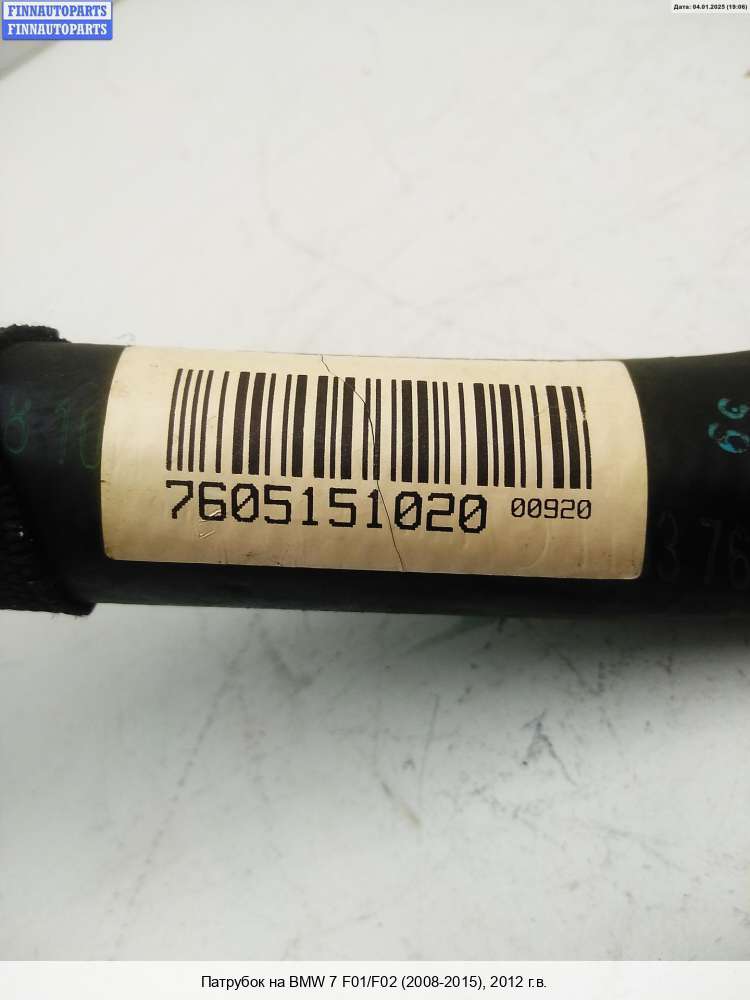 FINNAUTOPARTS
FINNAUTOPARTS
Дата: 04.01.2025 (19:06)
7605151020 00920
99
Патрубок на BMW 7 F01/F02 (2008-2015), 2012 г.в.